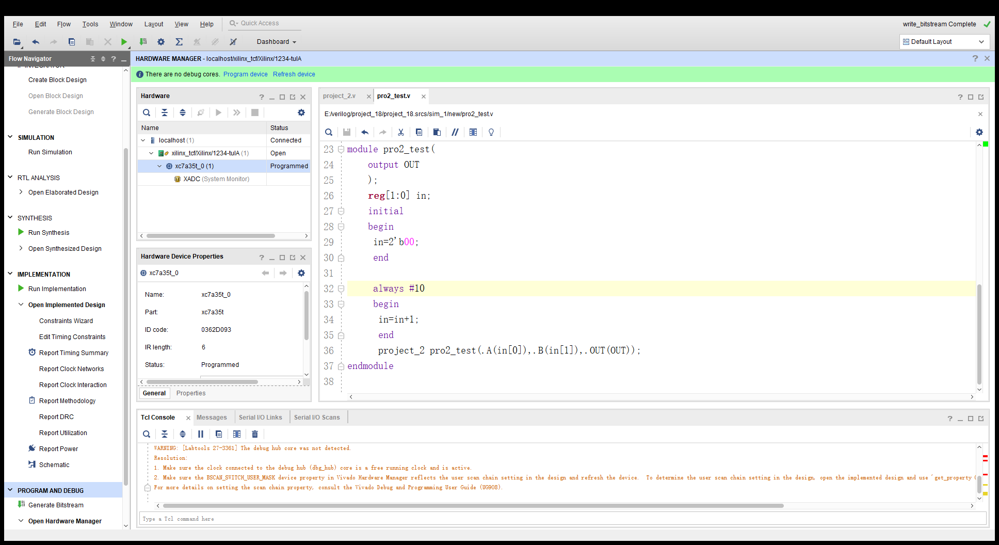 File Edit Flow Tools Window Layout View Help Quick Access write_bitstream Complete
Dashboard Default Layout
Flow Navigator
Create Block Design
Open Block Design
Generate Block Design
SIMULATION
Run Simulation
RTL ANALYSIS
Open Elaborated Design
SYNTHESIS
Run Synthesis
Open Synthesized Design
IMPLEMENTATION
Run Implementation
Open Implemented Design
Constraints Wizard
Edit Timing Constraints
Report Timing Summary
Report Clock Networks
Report Clock Interaction
Report Methodology
Report DRC
Report Utilization
Report Power
Schematic
PROGRAM AND DEBUG
Generate Bitstream
Open Hardware Manager
HARDWARE MANAGER - localhost/xilinx_tcf/Xilinx/1234-tulA
There are no debug cores. Program device Refresh device
Hardware
Name Status
localhost (1) Connected
xilinx_tcf/Xilinx/1234-tulA (1) Open
xc7a35t_0 (1) Programmed
XADC (System Monitor)
Hardware Device Properties
xc7a35t_0
Name: xc7a35t_0
Part: xc7a35t
ID code: 0362D093
IR length: 6
Status: Programmed
General Properties
project_2.v pro2_test.v
E:/verilog/project_18/project_18.srcs/sim_1/new/pro2_test.v
23 module pro2_test(
24 output OUT
25 );
26 reg[1:0] in;
27 initial
28 begin
29 in=2'b00;
30 end
31
32 always #10
33 begin
34 in=in+1;
35 end
36 project_2 pro2_test(.A(in[0]),.B(in[1]),.OUT(OUT));
37 endmodule
38
Tcl Console Messages Serial I/O Links Serial I/O Scans
WARNING: [Labtools 27-3361] The debug hub core was not detected.
Resolution:
1. Make sure the clock connected to the debug hub (dbg_hub) core is a free running clock and is active.
2. Make sure the BSCAN_SWITCH_USER_MASK device property in Vivado Hardware Manager reflects the user scan chain setting in the design and refresh the device.  To determine the user scan chain setting in the design, open the implemented design and use 'get_property
For more details on setting the scan chain property, consult the Vivado Debug and Programming User Guide (UG908).
Type a Tcl command here